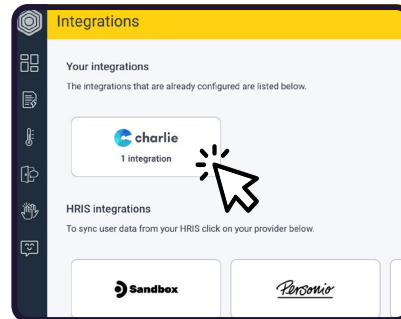 Integrations
Your integrations
The integrations that are already configured are listed below.
charlie
1 integration
HRIS integrations
To sync user data from your HRIS click on your provider below.
Sandbox
Personio